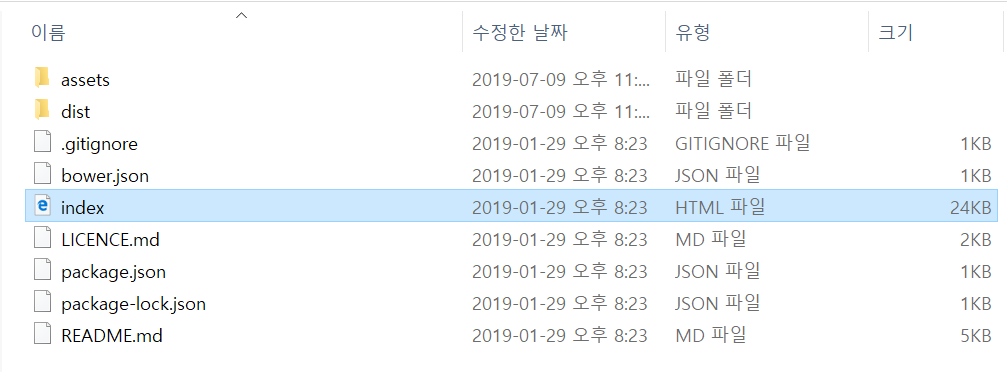 이름 수정한 날짜 유형 크기
assets 2019-07-09 오후 11:... 파일 폴더
dist 2019-07-09 오후 11:... 파일 폴더
.gitignore 2019-01-29 오후 8:23 GITIGNORE 파일 1KB
bower.json 2019-01-29 오후 8:23 JSON 파일 1KB
index 2019-01-29 오후 8:23 HTML 파일 24KB
LICENCE.md 2019-01-29 오후 8:23 MD 파일 2KB
package.json 2019-01-29 오후 8:23 JSON 파일 1KB
package-lock.json 2019-01-29 오후 8:23 JSON 파일 1KB
README.md 2019-01-29 오후 8:23 MD 파일 5KB